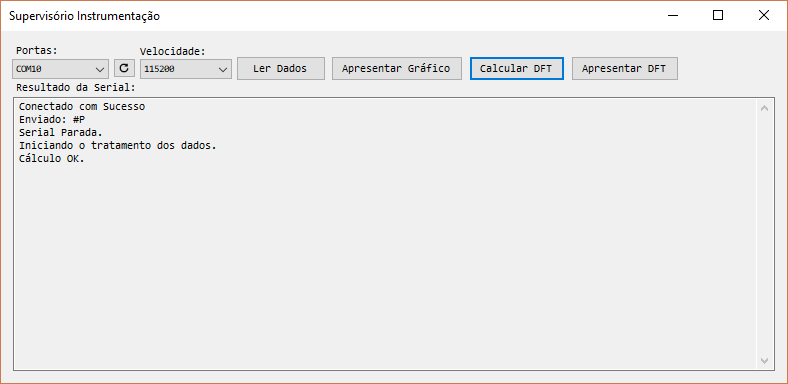 Supervisório Instrumentação
Portas:
Velocidade:
COM10
115200
Ler Dados
Apresentar Gráfico
Calcular DFT
Apresentar DFT
Resultado da Serial:
Conectado com Sucesso
Enviado: #P
Serial Parada.
Iniciando o tratamento dos dados.
Cálculo OK.